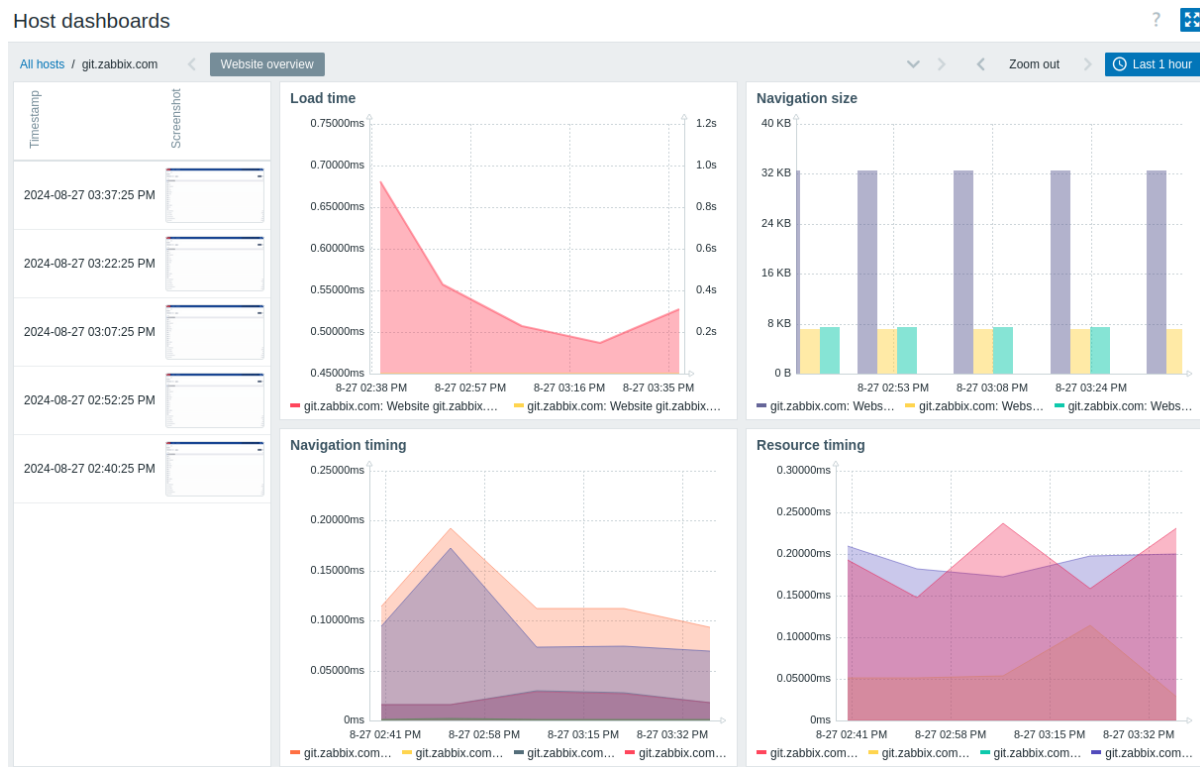 Host dashboards
?
All hosts / git.zabbix.com
Website overview
Zoom out
Last 1 hour
Timestamp
Screenshot
2024-08-27 03:37:25 PM
2024-08-27 03:22:25 PM
2024-08-27 03:07:25 PM
2024-08-27 02:52:25 PM
2024-08-27 02:40:25 PM
Load time
0.75000ms
0.70000ms
0.65000ms
0.60000ms
0.55000ms
0.50000ms
0.45000ms
1.2s
1.0s
0.8s
0.6s
0.4s
0.2s
8-27 02:38 PM 8-27 02:57 PM 8-27 03:16 PM 8-27 03:35 PM
git.zabbix.com: Website git.zabbix.... git.zabbix.com: Website git.zabbix....
Navigation size
40 KB
32 KB
24 KB
16 KB
8 KB
0 B
8-27 02:53 PM 8-27 03:08 PM 8-27 03:24 PM
git.zabbix.com: Webs... git.zabbix.com: Webs... git.zabbix.com: Webs...
Navigation timing
0.25000ms
0.20000ms
0.15000ms
0.10000ms
0.05000ms
0ms
8-27 02:41 PM 8-27 02:58 PM 8-27 03:15 PM 8-27 03:32 PM
git.zabbix.com... git.zabbix.com... git.zabbix.com... git.zabbix.com...
Resource timing
0.30000ms
0.25000ms
0.20000ms
0.15000ms
0.10000ms
0.05000ms
0ms
8-27 02:41 PM 8-27 02:58 PM 8-27 03:15 PM 8-27 03:32 PM
git.zabbix.com... git.zabbix.com... git.zabbix.com... git.zabbix.com...